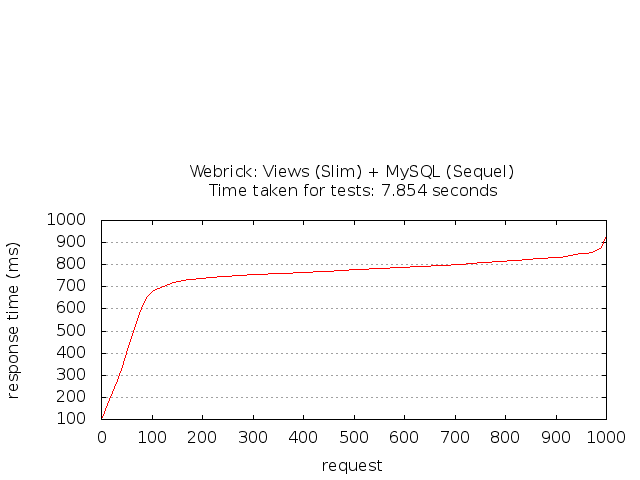 Webrick: Views (Slim) + MySQL (Sequel)
Time taken for tests: 7.854 seconds
response time (ms)
1000
900
800
700
600
500
400
300
200
100
0 100 200 300 400 500 600 700 800 900 1000
request